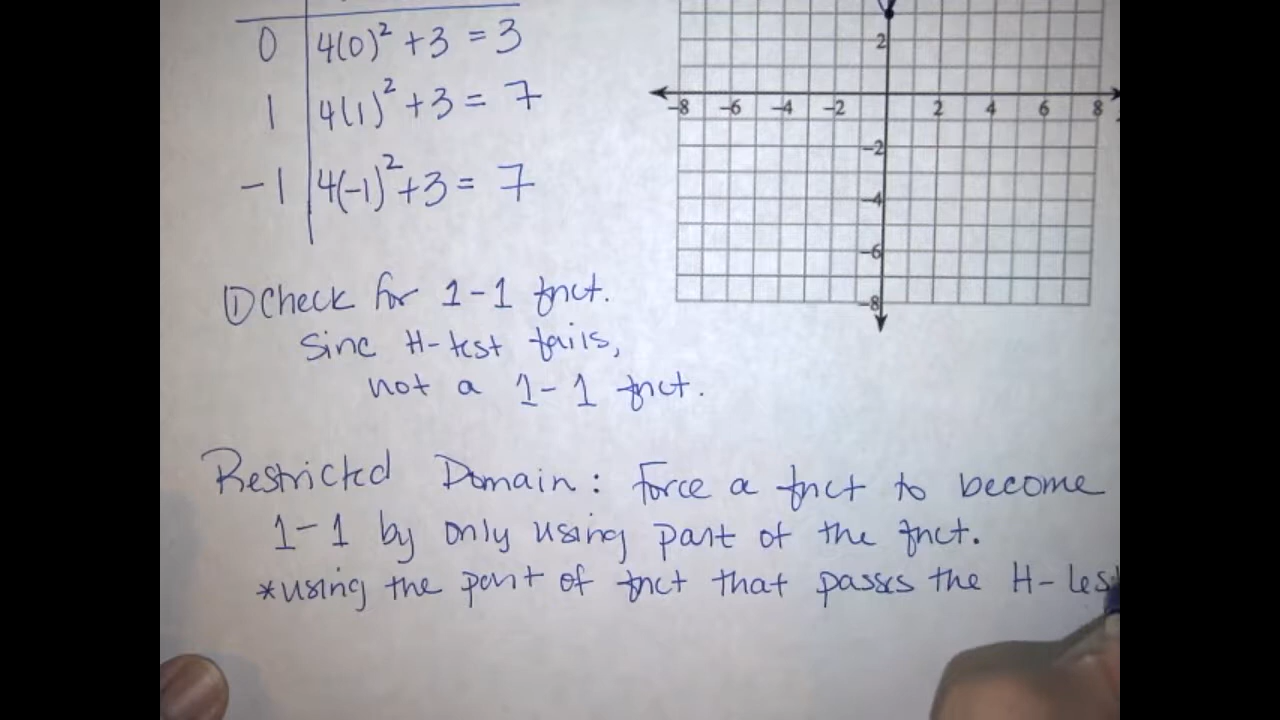 0 4(0)² + 3 = 3
1 4(1)² + 3 = 7
-1 4(-1)² + 3 = 7
2
-8 -6 -4 -2 2 4 6 8
-2
-4
-6
-8
① Check for 1-1 fnct.
Sinc H-test fails,
not a 1-1 fnct.
Restricted Domain: Force a fnct to become
1-1 by only using part of the fnct.
*using the part of fnct that passes the H-test